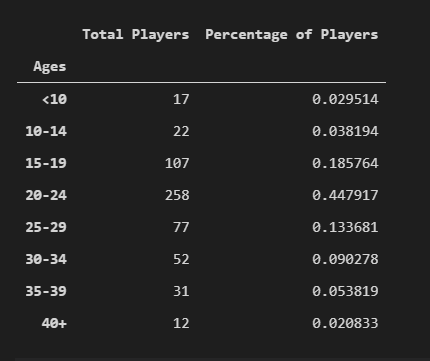 Total Players Percentage of Players
Ages
<10 17 0.029514
10-14 22 0.038194
15-19 107 0.185764
20-24 258 0.447917
25-29 77 0.133681
30-34 52 0.090278
35-39 31 0.053819
40+ 12 0.020833